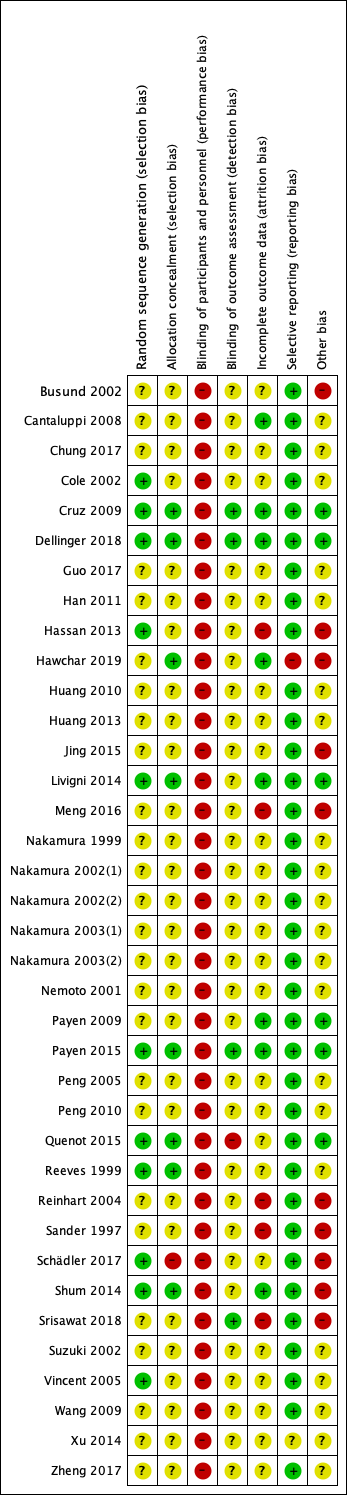 Random sequence generation (selection bias)
Allocation concealment (selection bias)
Blinding of participants and personnel (performance bias)
Blinding of outcome assessment (detection bias)
Incomplete outcome data (attrition bias)
Selective reporting (reporting bias)
Other bias
Busund 2002 ? ? - ? ? + -
Cantaluppi 2008 ? ? - ? + + ?
Chung 2017 ? ? - ? ? + ?
Cole 2002 + ? - ? ? + ?
Cruz 2009 + + - + + + +
Dellinger 2018 + + - + + + +
Guo 2017 ? ? - ? ? + ?
Han 2011 ? ? - ? ? + ?
Hassan 2013 + ? - ? - + -
Hawchar 2019 ? + - ? + - -
Huang 2010 ? ? - ? ? + ?
Huang 2013 ? ? - ? ? + ?
Jing 2015 ? ? - ? ? + -
Livigni 2014 + + - ? + + +
Meng 2016 ? ? - ? - + -
Nakamura 1999 ? ? - ? ? + ?
Nakamura 2002(1) ? ? - ? ? + ?
Nakamura 2002(2) ? ? - ? ? + ?
Nakamura 2003(1) ? ? - ? ? + ?
Nakamura 2003(2) ? ? - ? ? + ?
Nemoto 2001 ? ? - ? ? + ?
Payen 2009 ? ? - ? + + +
Payen 2015 + + - + + + +
Peng 2005 ? ? - ? ? + ?
Peng 2010 ? ? - ? ? + ?
Quenot 2015 + + - - ? + +
Reeves 1999 + + - ? ? + ?
Reinhart 2004 ? ? - ? - + -
Sander 1997 ? ? - ? - + -
Schädler 2017 + - - ? ? + -
Shum 2014 + + - ? + + -
Srisawat 2018 ? ? - + - + -
Suzuki 2002 ? ? - ? ? + ?
Vincent 2005 + ? - ? ? + ?
Wang 2009 ? ? - ? ? + ?
Xu 2014 ? ? - ? ? ? ?
Zheng 2017 ? ? - ? ? + ?